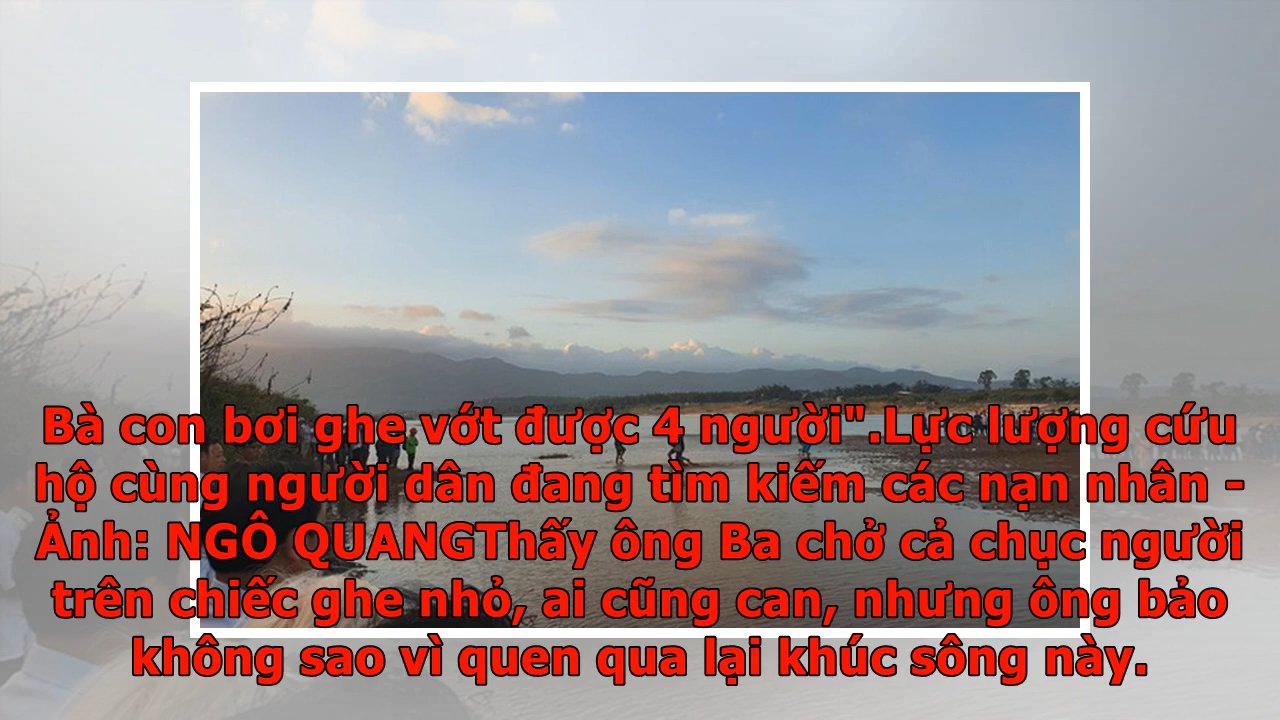 Bà con bơi ghe vớt được 4 người".Lực lượng cứu
hộ cùng người dân đang tìm kiếm các nạn nhân -
Ảnh: NGÔ QUANGThấy ông Ba chở cả chục người
trên chiếc ghe nhỏ, ai cũng can, nhưng ông bảo
không sao vì quen qua lại khúc sông này.